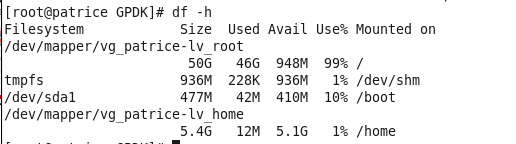 [root@patrice GPDK]# df -h
Filesystem            Size  Used Avail Use% Mounted on
/dev/mapper/vg_patrice-lv_root
                       50G   46G  948M  99% /
tmpfs                 936M  228K  936M   1% /dev/shm
/dev/sda1             477M   42M  410M  10% /boot
/dev/mapper/vg_patrice-lv_home
                      5.4G   12M  5.1G   1% /home
[root@patrice GPDK]#